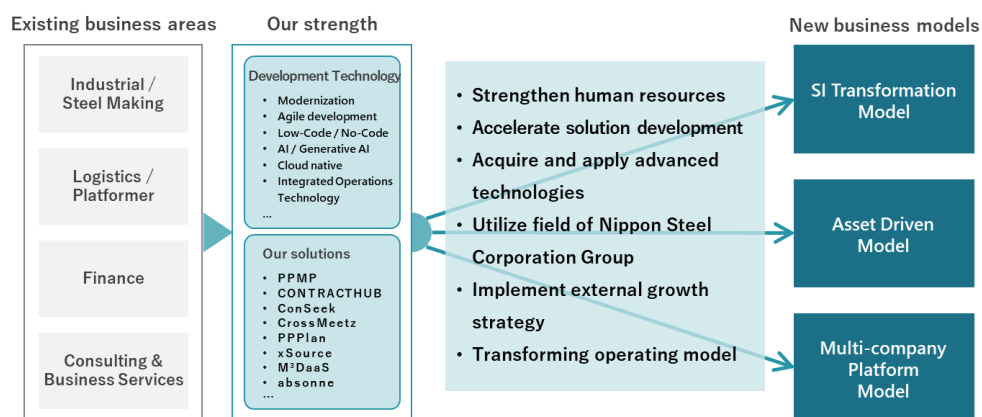 Existing business areas
Industrial /
Steel Making
Logistics /
Platformer
Finance
Consulting &
Business Services
Our strength
Development Technology
• Modernization
• Agile development
• Low-Code / No-Code
• AI / Generative AI
• Cloud native
• Integrated Operations
Technology
...
Our solutions
• PPMP
• CONTRACTHUB
• ConSeek
• CrossMeetz
• PPPlan
• xSource
• M³DaaS
• absonne
...
• Strengthen human resources
• Accelerate solution development
• Acquire and apply advanced
technologies
• Utilize field of Nippon Steel
Corporation Group
• Implement external growth
strategy
• Transforming operating model
New business models
SI Transformation
Model
Asset Driven
Model
Multi-company
Platform
Model